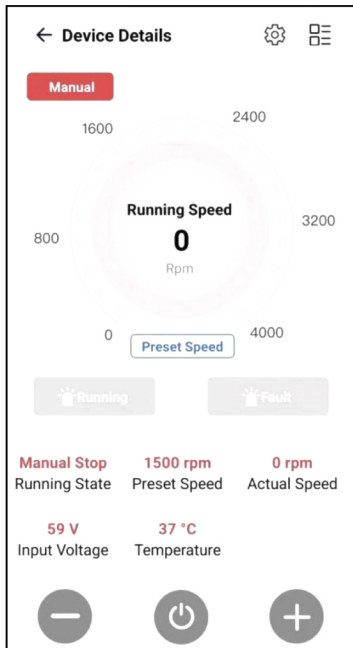 Device Details
Manual
1600
2400
800
Running Speed
3200
0
Rpm
0
Preset Speed
4000
Running
Fault
Manual Stop
1500 rpm
0 rpm
Running State
Preset Speed
Actual Speed
59 V
37 °C
Input Voltage
Temperature